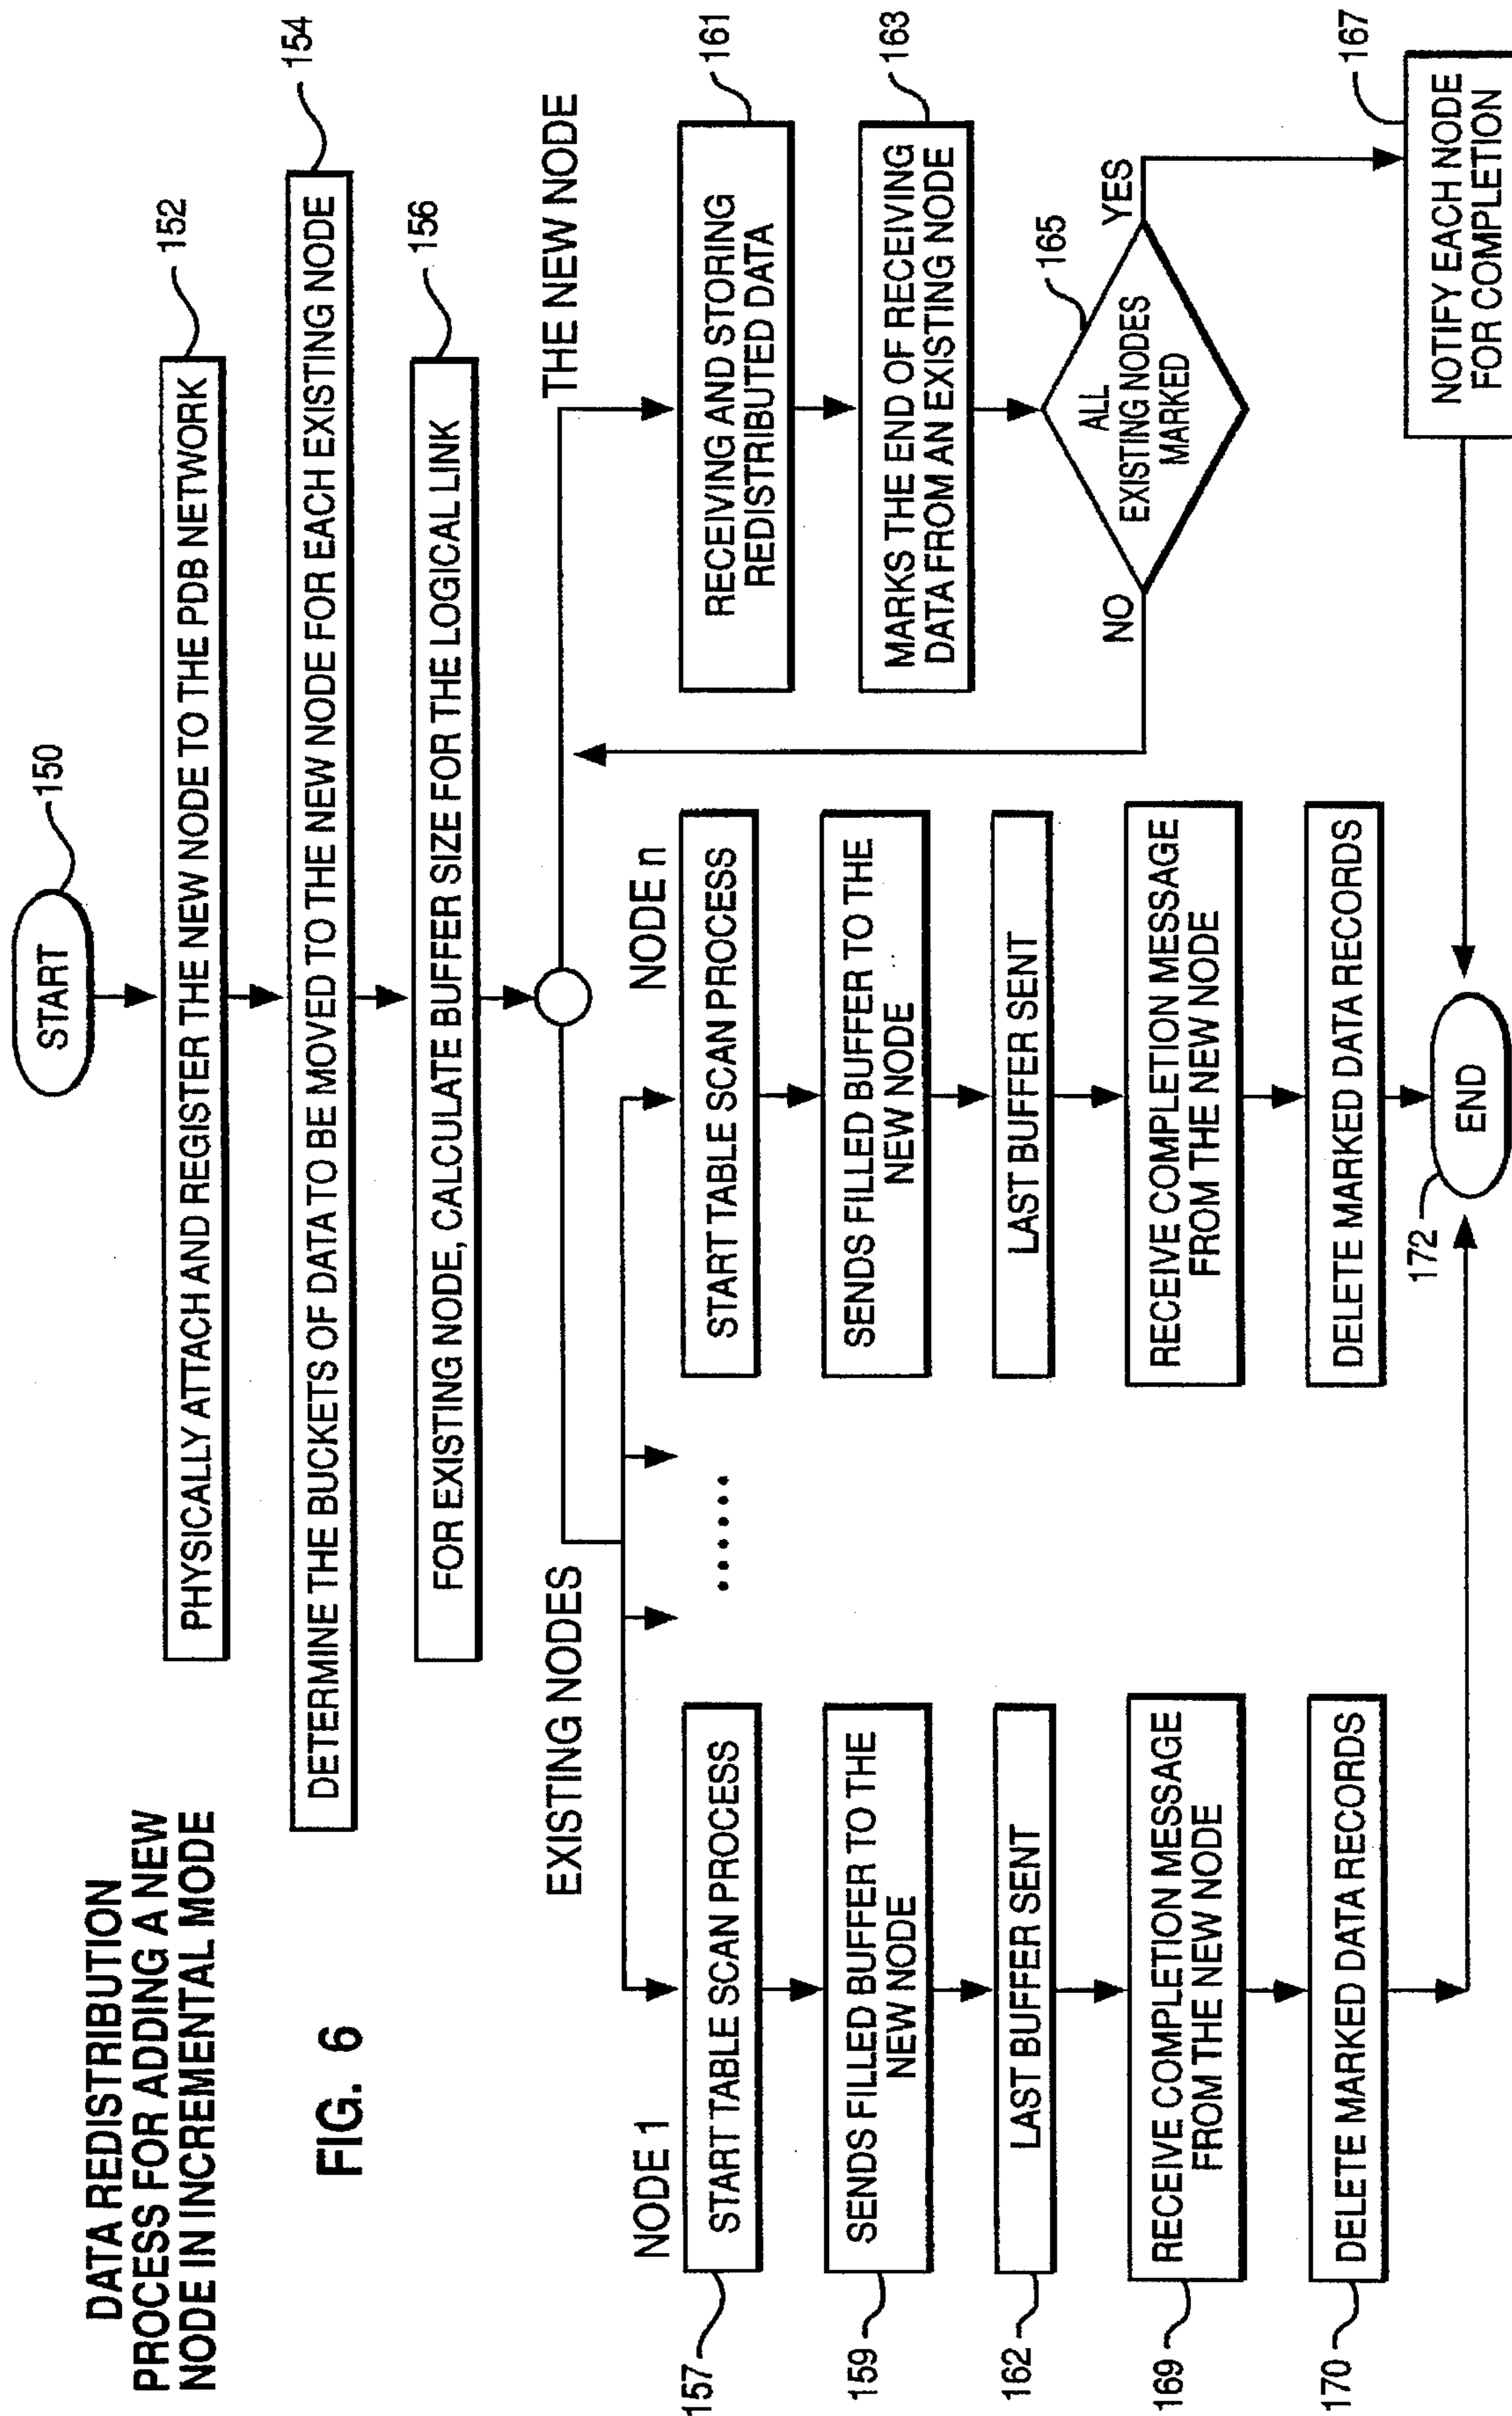 DATA REDISTRIBUTION
PROCESS FOR ADDING A NEW
NODE IN INCREMENTAL MODE
FIG. 6
START
150
PHYSICALLY ATTACH AND REGISTER THE NEW NODE TO THE PDB NETWORK
152
DETERMINE THE BUCKETS OF DATA TO BE MOVED TO THE NEW NODE FOR EACH EXISTING NODE
154
FOR EXISTING NODE, CALCULATE BUFFER SIZE FOR THE LOGICAL LINK
156
EXISTING NODES
THE NEW NODE
NODE 1
157
START TABLE SCAN PROCESS
159
SENDS FILLED BUFFER TO THE
NEW NODE
162
LAST BUFFER SENT
169
RECEIVE COMPLETION MESSAGE
FROM THE NEW NODE
170
DELETE MARKED DATA RECORDS
......
NODE n
START TABLE SCAN PROCESS
SENDS FILLED BUFFER TO THE
NEW NODE
LAST BUFFER SENT
RECEIVE COMPLETION MESSAGE
FROM THE NEW NODE
DELETE MARKED DATA RECORDS
RECEIVING AND STORING
REDISTRIBUTED DATA
161
MARKS THE END OF RECEIVING
DATA FROM AN EXISTING NODE
163
ALL
EXISTING NODES
MARKED
165
NO
YES
NOTIFY EACH NODE
FOR COMPLETION
167
172
END